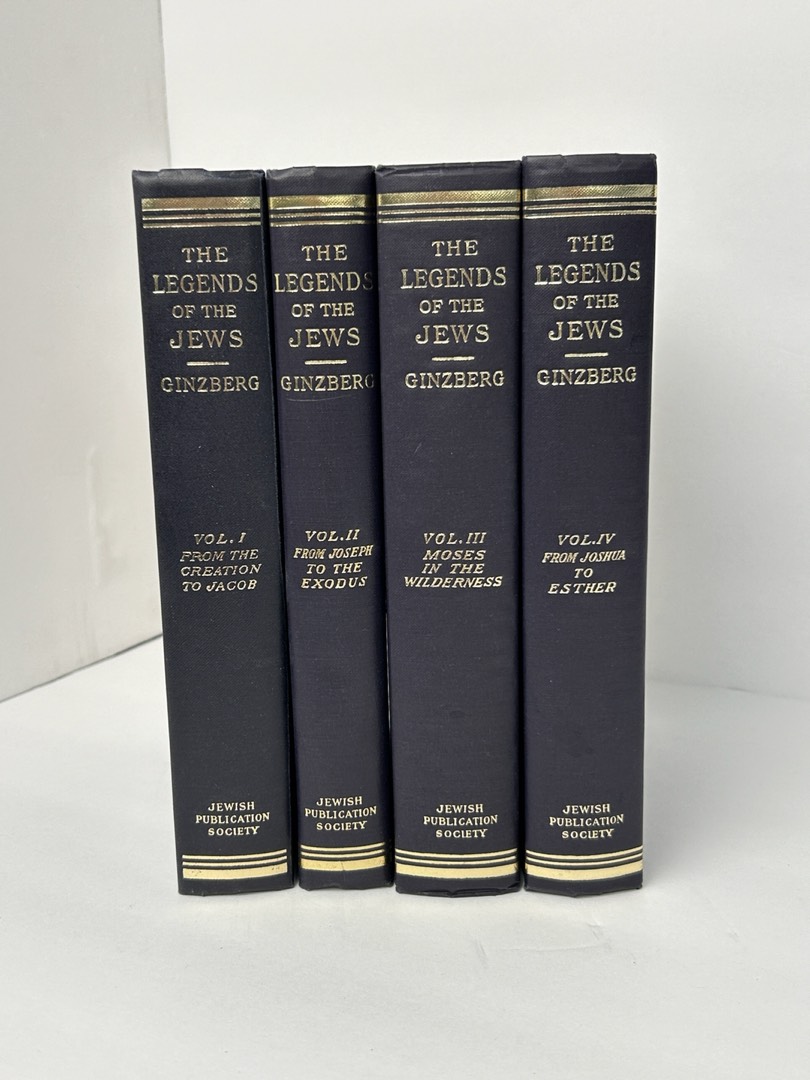 THE
LEGENDS
OF THE
JEWS
GINZBERG
VOL. I
FROM THE
CREATION
TO JACOB
JEWISH
PUBLICATION
SOCIETY
THE
LEGENDS
OF THE
JEWS
GINZBERG
VOL. II
FROM JOSEPH
TO THE
EXODUS
JEWISH
PUBLICATION
SOCIETY
THE
LEGENDS
OF THE
JEWS
GINZBERG
VOL. III
MOSES
IN THE
WILDERNESS
JEWISH
PUBLICATION
SOCIETY
THE
LEGENDS
OF THE
JEWS
GINZBERG
VOL. IV
FROM JOSHUA
TO
ESTHER
JEWISH
PUBLICATION
SOCIETY